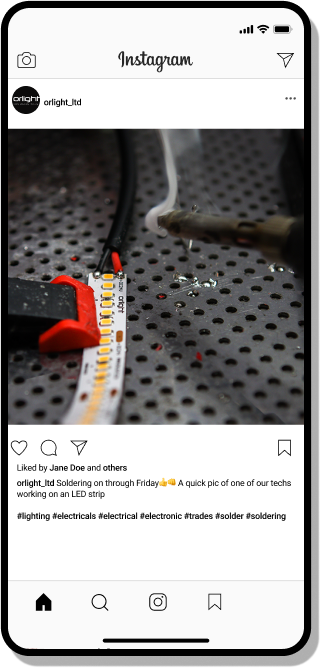 Instagram
orlight
orlight_ltd
orlight
Liked by Jane Doe and others
orlight_ltd Soldering on through Friday👍👊 A quick pic of one of our techs
working on an LED strip
#lighting #electricals #electrical #electronic #trades #solder #soldering